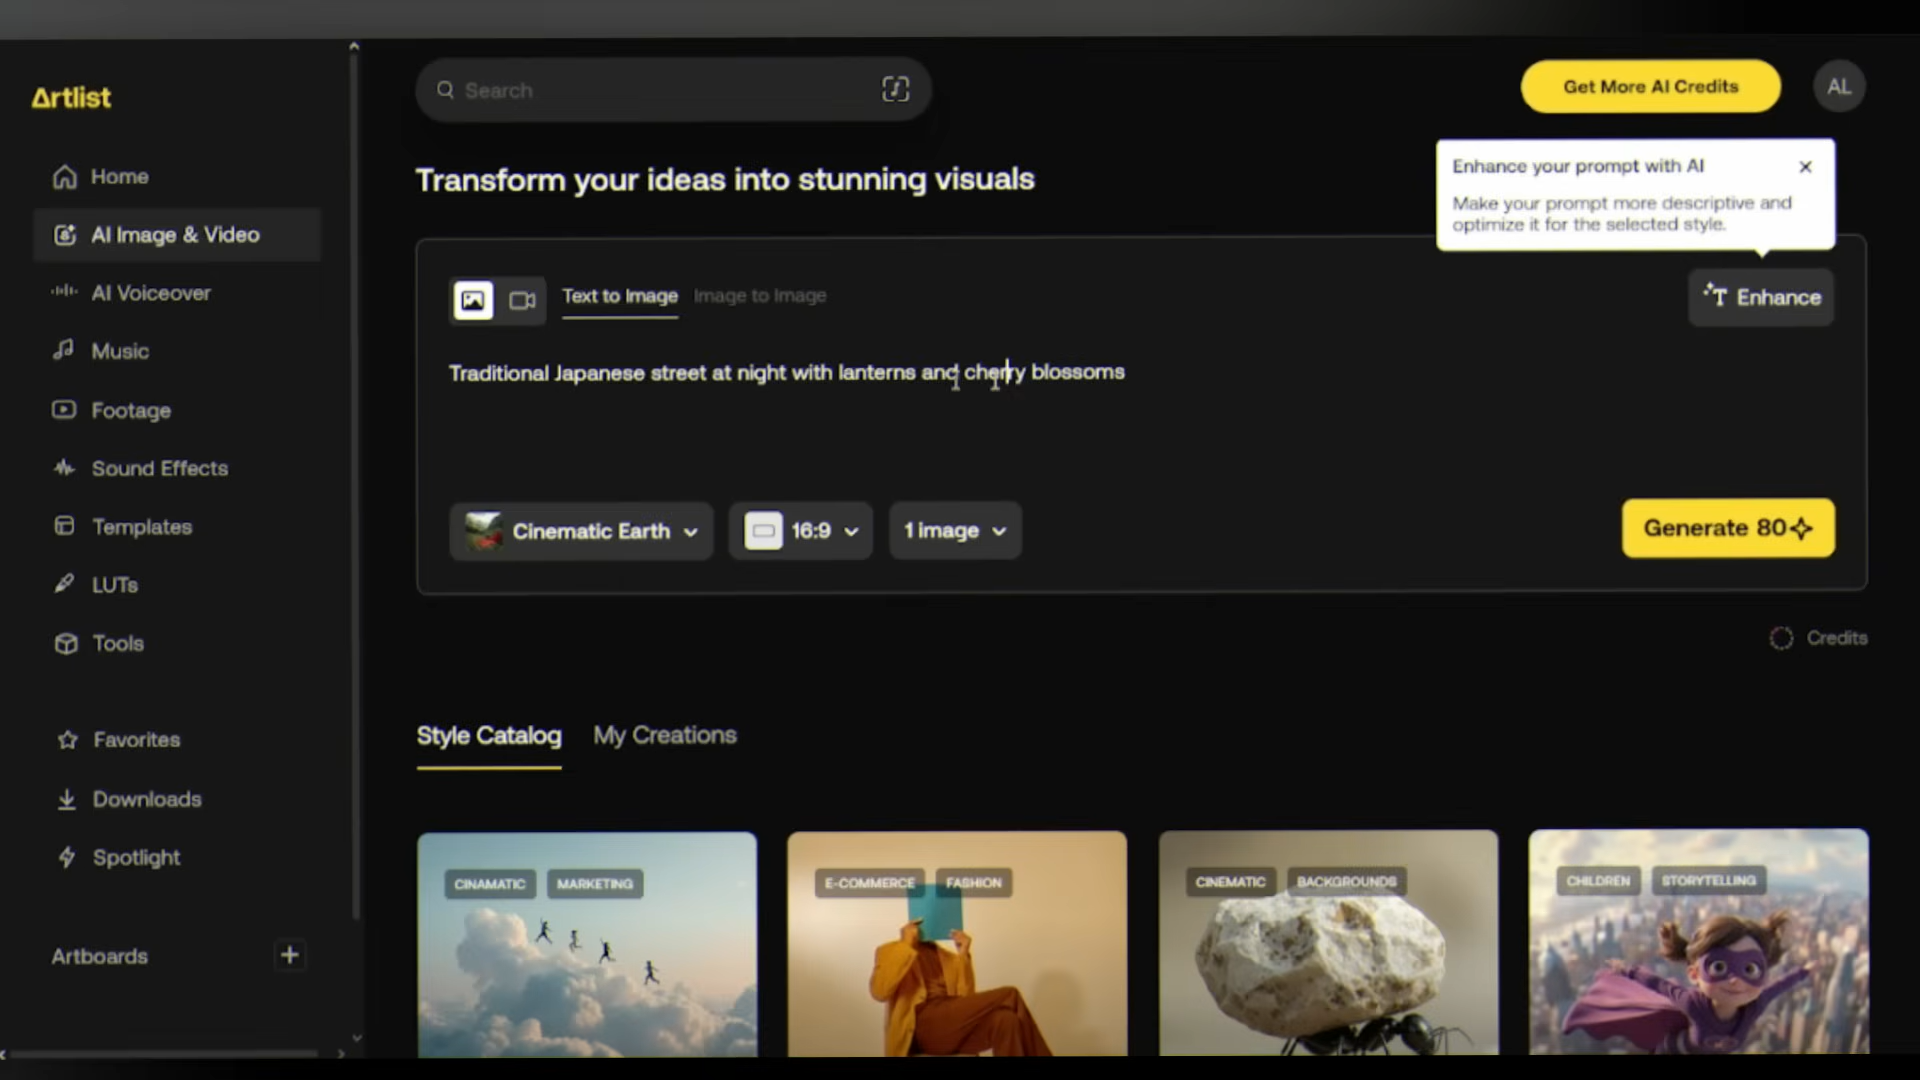 Artlist
Search
Get More AI Credits
AL
Home
AI Image & Video
AI Voiceover
Music
Footage
Sound Effects
Templates
LUTs
Tools
Favorites
Downloads
Spotlight
Artboards
Transform your ideas into stunning visuals
Enhance your prompt with AI
Make your prompt more descriptive and
optimize it for the selected style.
Text to Image
Image to Image
Enhance
Traditional Japanese street at night with lanterns and cherry blossoms
Cinematic Earth
16:9
1 image
Generate 80
Credits
Style Catalog
My Creations
CINAMATIC
MARKETING
E-COMMERCE
FASHION
CINEMATIC
BACKGROUNDS
CHILDREN
STORYTELLING